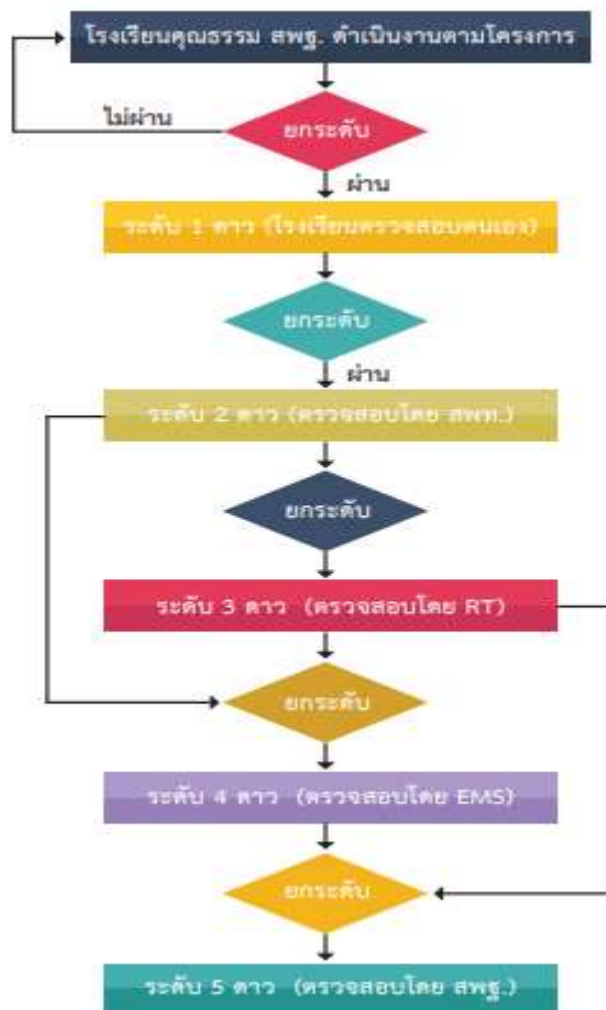 โรงเรียนคุณธรรม สพฐ. ดำเนินงานตามโครงการ
ไม่ผ่าน
ยกระดับ
ผ่าน
ระดับ 1 ดาว (โรงเรียนตรวจสอบตนเอง)
ยกระดับ
ผ่าน
ระดับ 2 ดาว (ตรวจสอบโดย สพท.)
ยกระดับ
ระดับ 3 ดาว (ตรวจสอบโดย RT)
ยกระดับ
ระดับ 4 ดาว (ตรวจสอบโดย EMS)
ยกระดับ
ระดับ 5 ดาว (ตรวจสอบโดย สพฐ.)